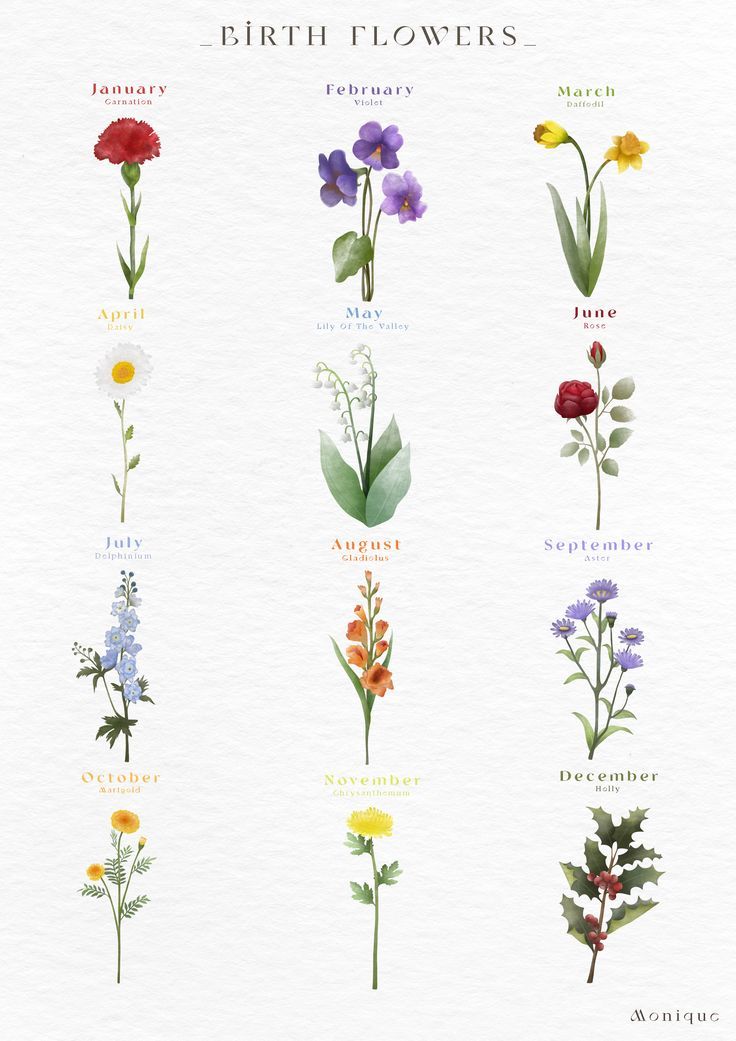 _BIRTH FLOWERS_
January
Carnation
February
Violet
March
Daffodil
April
Daisy
May
Lily Of The Valley
June
Rose
July
Delphinium
August
Gladiolus
September
Aster
October
Marigold
November
Chrysanthemum
December
Holly
Monique